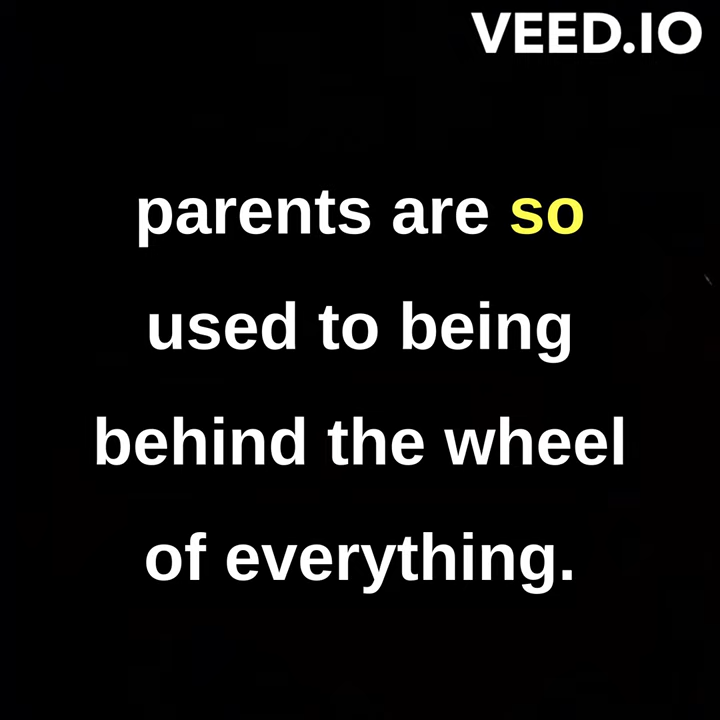 VEED.IO
parents are so
used to being
behind the wheel
of everything.